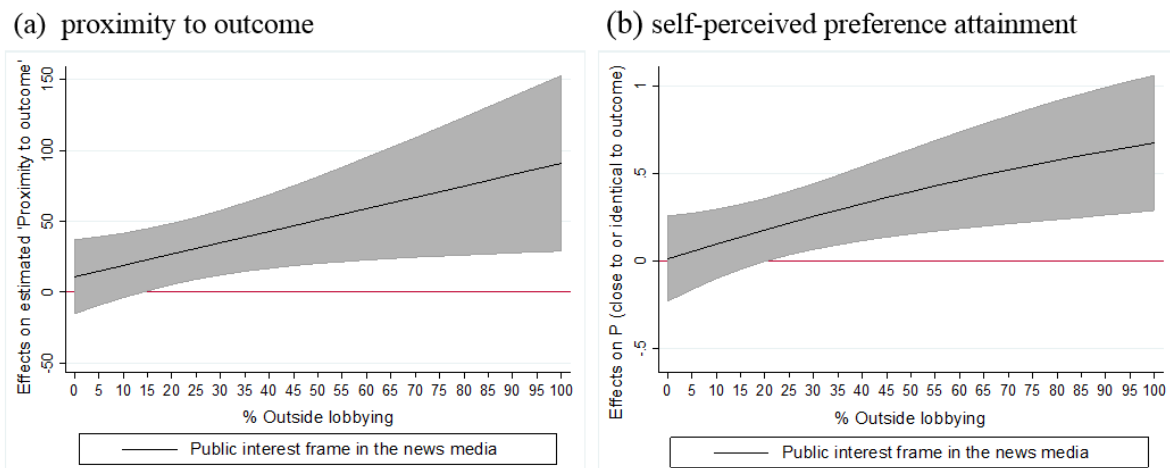 (a) proximity to outcome
Effects on estimated 'Proximity to outcome'
150
100
50
0
-50
0 5 10 15 20 25 30 35 40 45 50 55 60 65 70 75 80 85 90 95 100
% Outside lobbying
Public interest frame in the news media
(b) self-perceived preference attainment
Effects on P (close to or identical to outcome)
1
.5
0
-.5
0 5 10 15 20 25 30 35 40 45 50 55 60 65 70 75 80 85 90 95 100
% Outside lobbying
Public interest frame in the news media